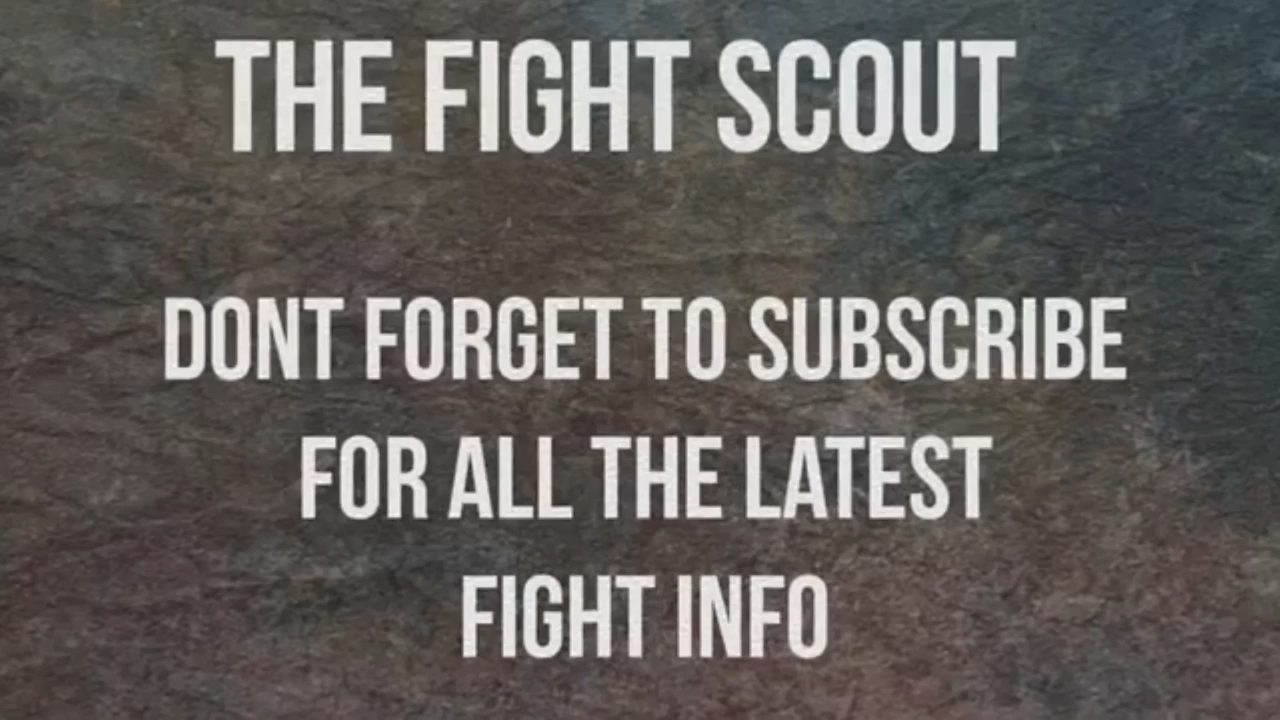 THE FIGHT SCOUT
DONT FORGET TO SUBSCRIBE
FOR ALL THE LATEST
FIGHT INFO